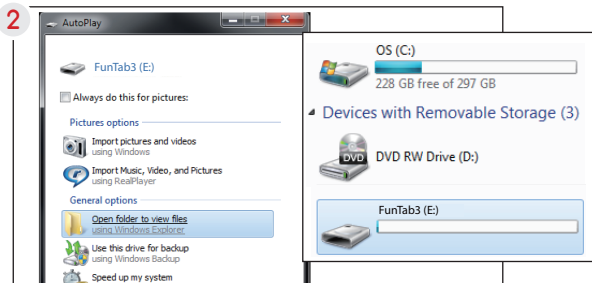 2
AutoPlay
FunTab3 (E:)
Always do this for pictures:
Pictures options
Import pictures and videos
using Windows
Import Music, Video, and Pictures
using RealPlayer
General options
Open folder to view files
using Windows Explorer
Use this drive for backup
using Windows Backup
Speed up my system
OS (C:)
228 GB free of 297 GB
Devices with Removable Storage (3)
DVD
DVD RW Drive (D:)
FunTab3 (E:)